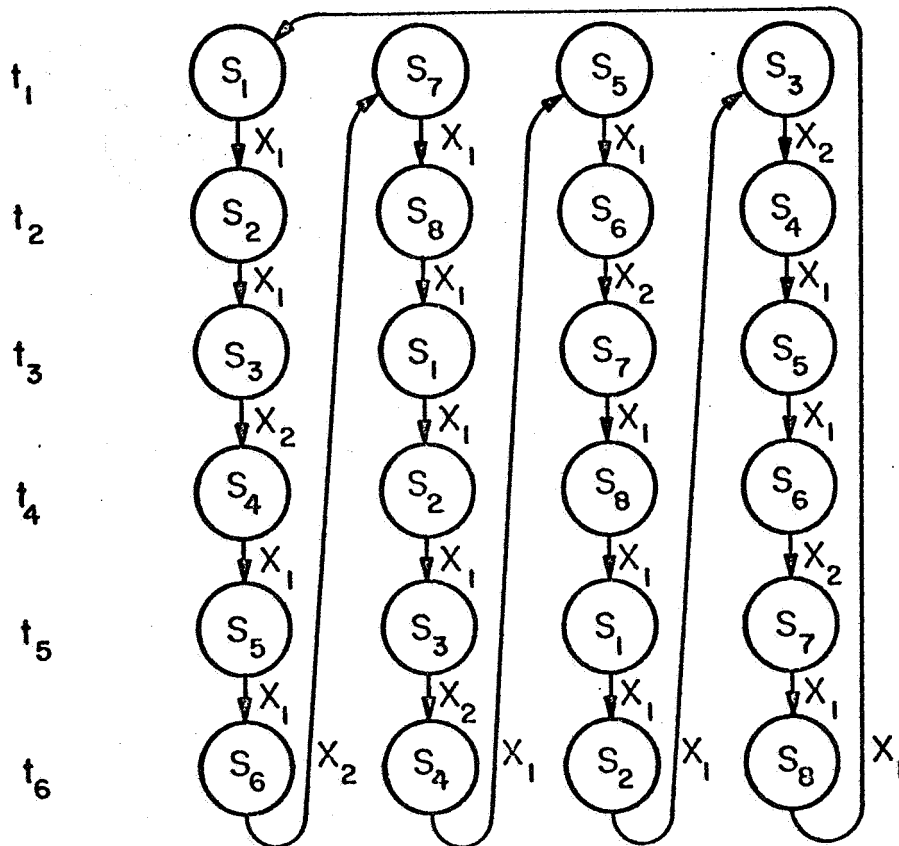 t₁ S₁ S₇ S₅ S₃
X₁ X₁ X₁ X₂
t₂ S₂ S₈ S₆ S₄
X₁ X₁ X₂ X₁
t₃ S₃ S₁ S₇ S₅
X₂ X₁ X₁ X₁
t₄ S₄ S₂ S₈ S₆
X₁ X₁ X₁ X₂
t₅ S₅ S₃ S₁ S₇
X₁ X₂ X₁ X₁
t₆ S₆ X₂ S₄ X₁ S₂ X₁ S₈ X₁